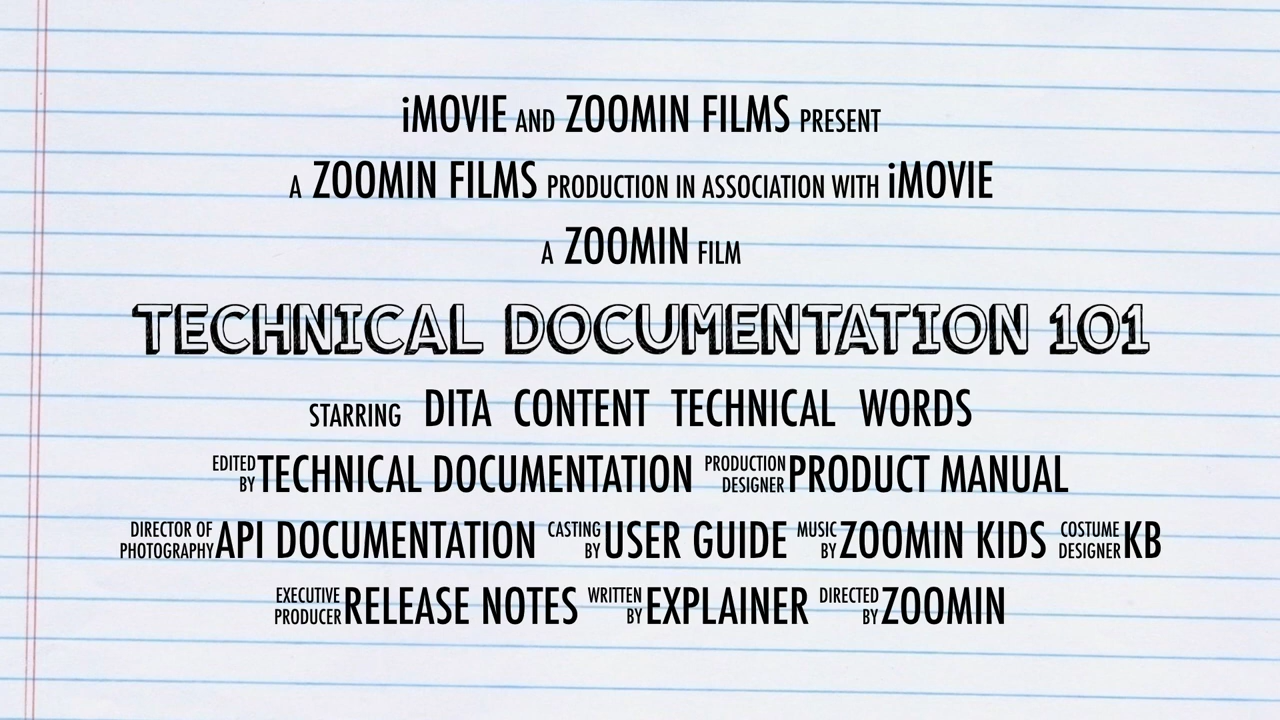 iMOVIE AND ZOOMIN FILMS PRESENT
A ZOOMIN FILMS PRODUCTION IN ASSOCIATION WITH iMOVIE
A ZOOMIN FILM
TECHNICAL DOCUMENTATION 101
STARRING DITA CONTENT TECHNICAL WORDS
EDITED BY TECHNICAL DOCUMENTATION PRODUCTION DESIGNER PRODUCT MANUAL
DIRECTOR OF PHOTOGRAPHY API DOCUMENTATION CASTING BY USER GUIDE MUSIC BY ZOOMIN KIDS COSTUME DESIGNER KB
EXECUTIVE PRODUCER RELEASE NOTES WRITTEN BY EXPLAINER DIRECTED BY ZOOMIN